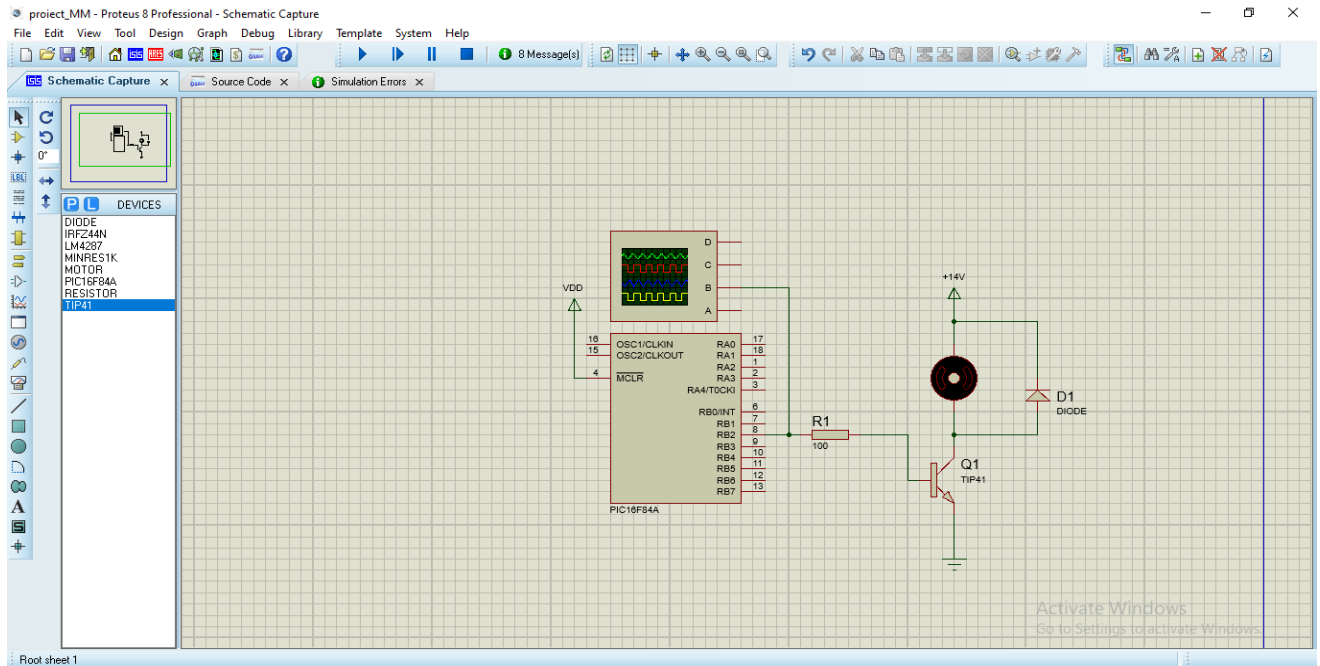 project_MM - Proteus 8 Professional - Schematic Capture
File Edit View Tool Design Graph Debug Library Template System Help
8 Message(s)
Schematic Capture
Source Code
Simulation Errors
0°
LBL
P L DEVICES
DIODE
IRFZ44N
LM4287
MINRES1K
MOTOR
PIC16F84A
RESISTOR
TIP41
A
S
D
C
B
A
VDD
16 OSC1/CLKIN
15 OSC2/CLKOUT
4 MCLR
RA0 17
RA1 18
RA2 1
RA3 2
RA4/T0CKI 3
RB0/INT 6
RB1 7
RB2 8
RB3 9
RB4 10
RB5 11
RB6 12
RB7 13
PIC16F84A
R1
100
+14V
D1
DIODE
Q1
TIP41
Activate Windows
Go to Settings to activate Windows.
Root sheet 1